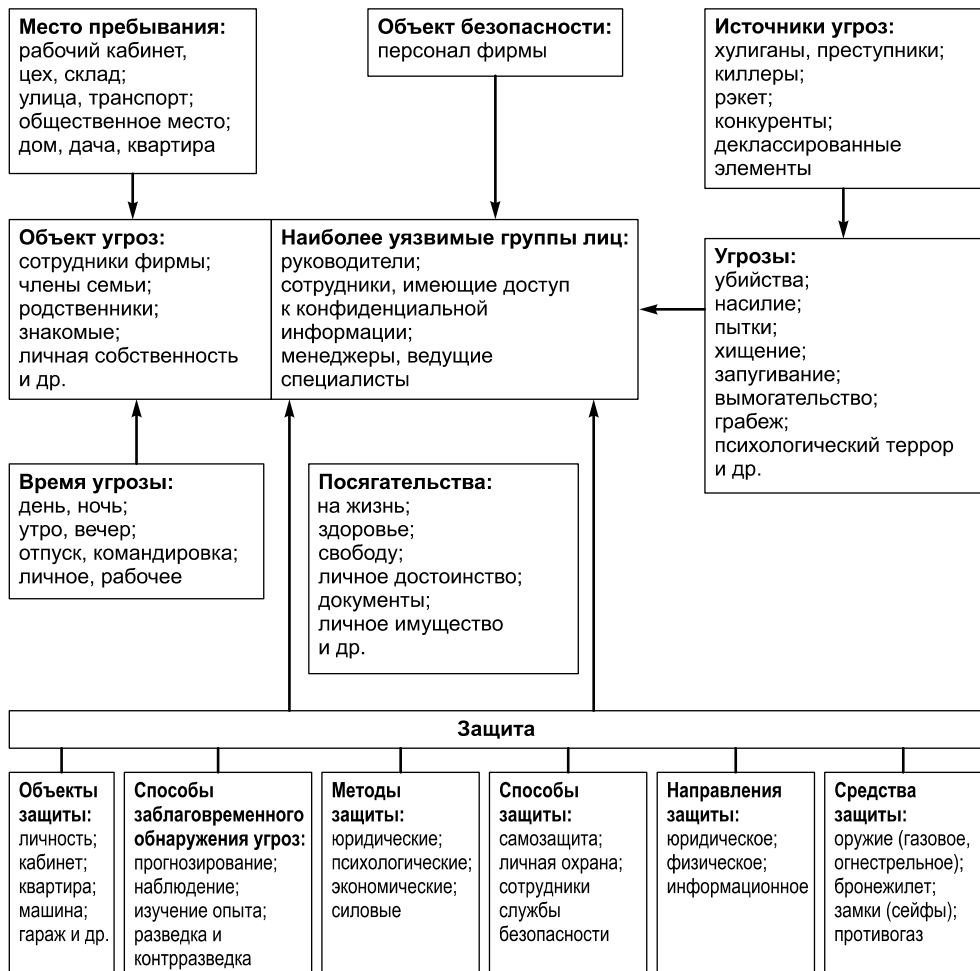 Место пребывания:
рабочий кабинет,
цех, склад;
улица, транспорт;
общественное место;
дом, дача, квартира
Объект безопасности:
персонал фирмы
Источники угроз:
хулиганы, преступники;
киллеры;
рэкет;
конкуренты;
деклассированные
элементы
Объект угроз:
сотрудники фирмы;
члены семьи;
родственники;
знакомые;
личная собственность
и др.
Наиболее уязвимые группы лиц:
руководители;
сотрудники, имеющие доступ
к конфиденциальной
информации;
менеджеры, ведущие
специалисты
Угрозы:
убийства;
насилие;
пытки;
хищение;
запугивание;
вымогательство;
грабеж;
психологический террор
и др.
Время угрозы:
день, ночь;
утро, вечер;
отпуск, командировка;
личное, рабочее
Посягательства:
на жизнь;
здоровье;
свободу;
личное достоинство;
документы;
личное имущество
и др.
Защита
Объекты
защиты:
личность;
кабинет;
квартира;
машина;
гараж и др.
Способы
заблаговременного
обнаружения угроз:
прогнозирование;
наблюдение;
изучение опыта;
разведка и
контрразведка
Методы
защиты:
юридические;
психологические;
экономические;
силовые
Способы
защиты:
самозащита;
личная охрана;
сотрудники
службы
безопасности
Направления
защиты:
юридическое;
физическое;
информационное
Средства
защиты:
оружие (газовое,
огнестрельное);
бронежилет;
замки (сейфы);
противогаз